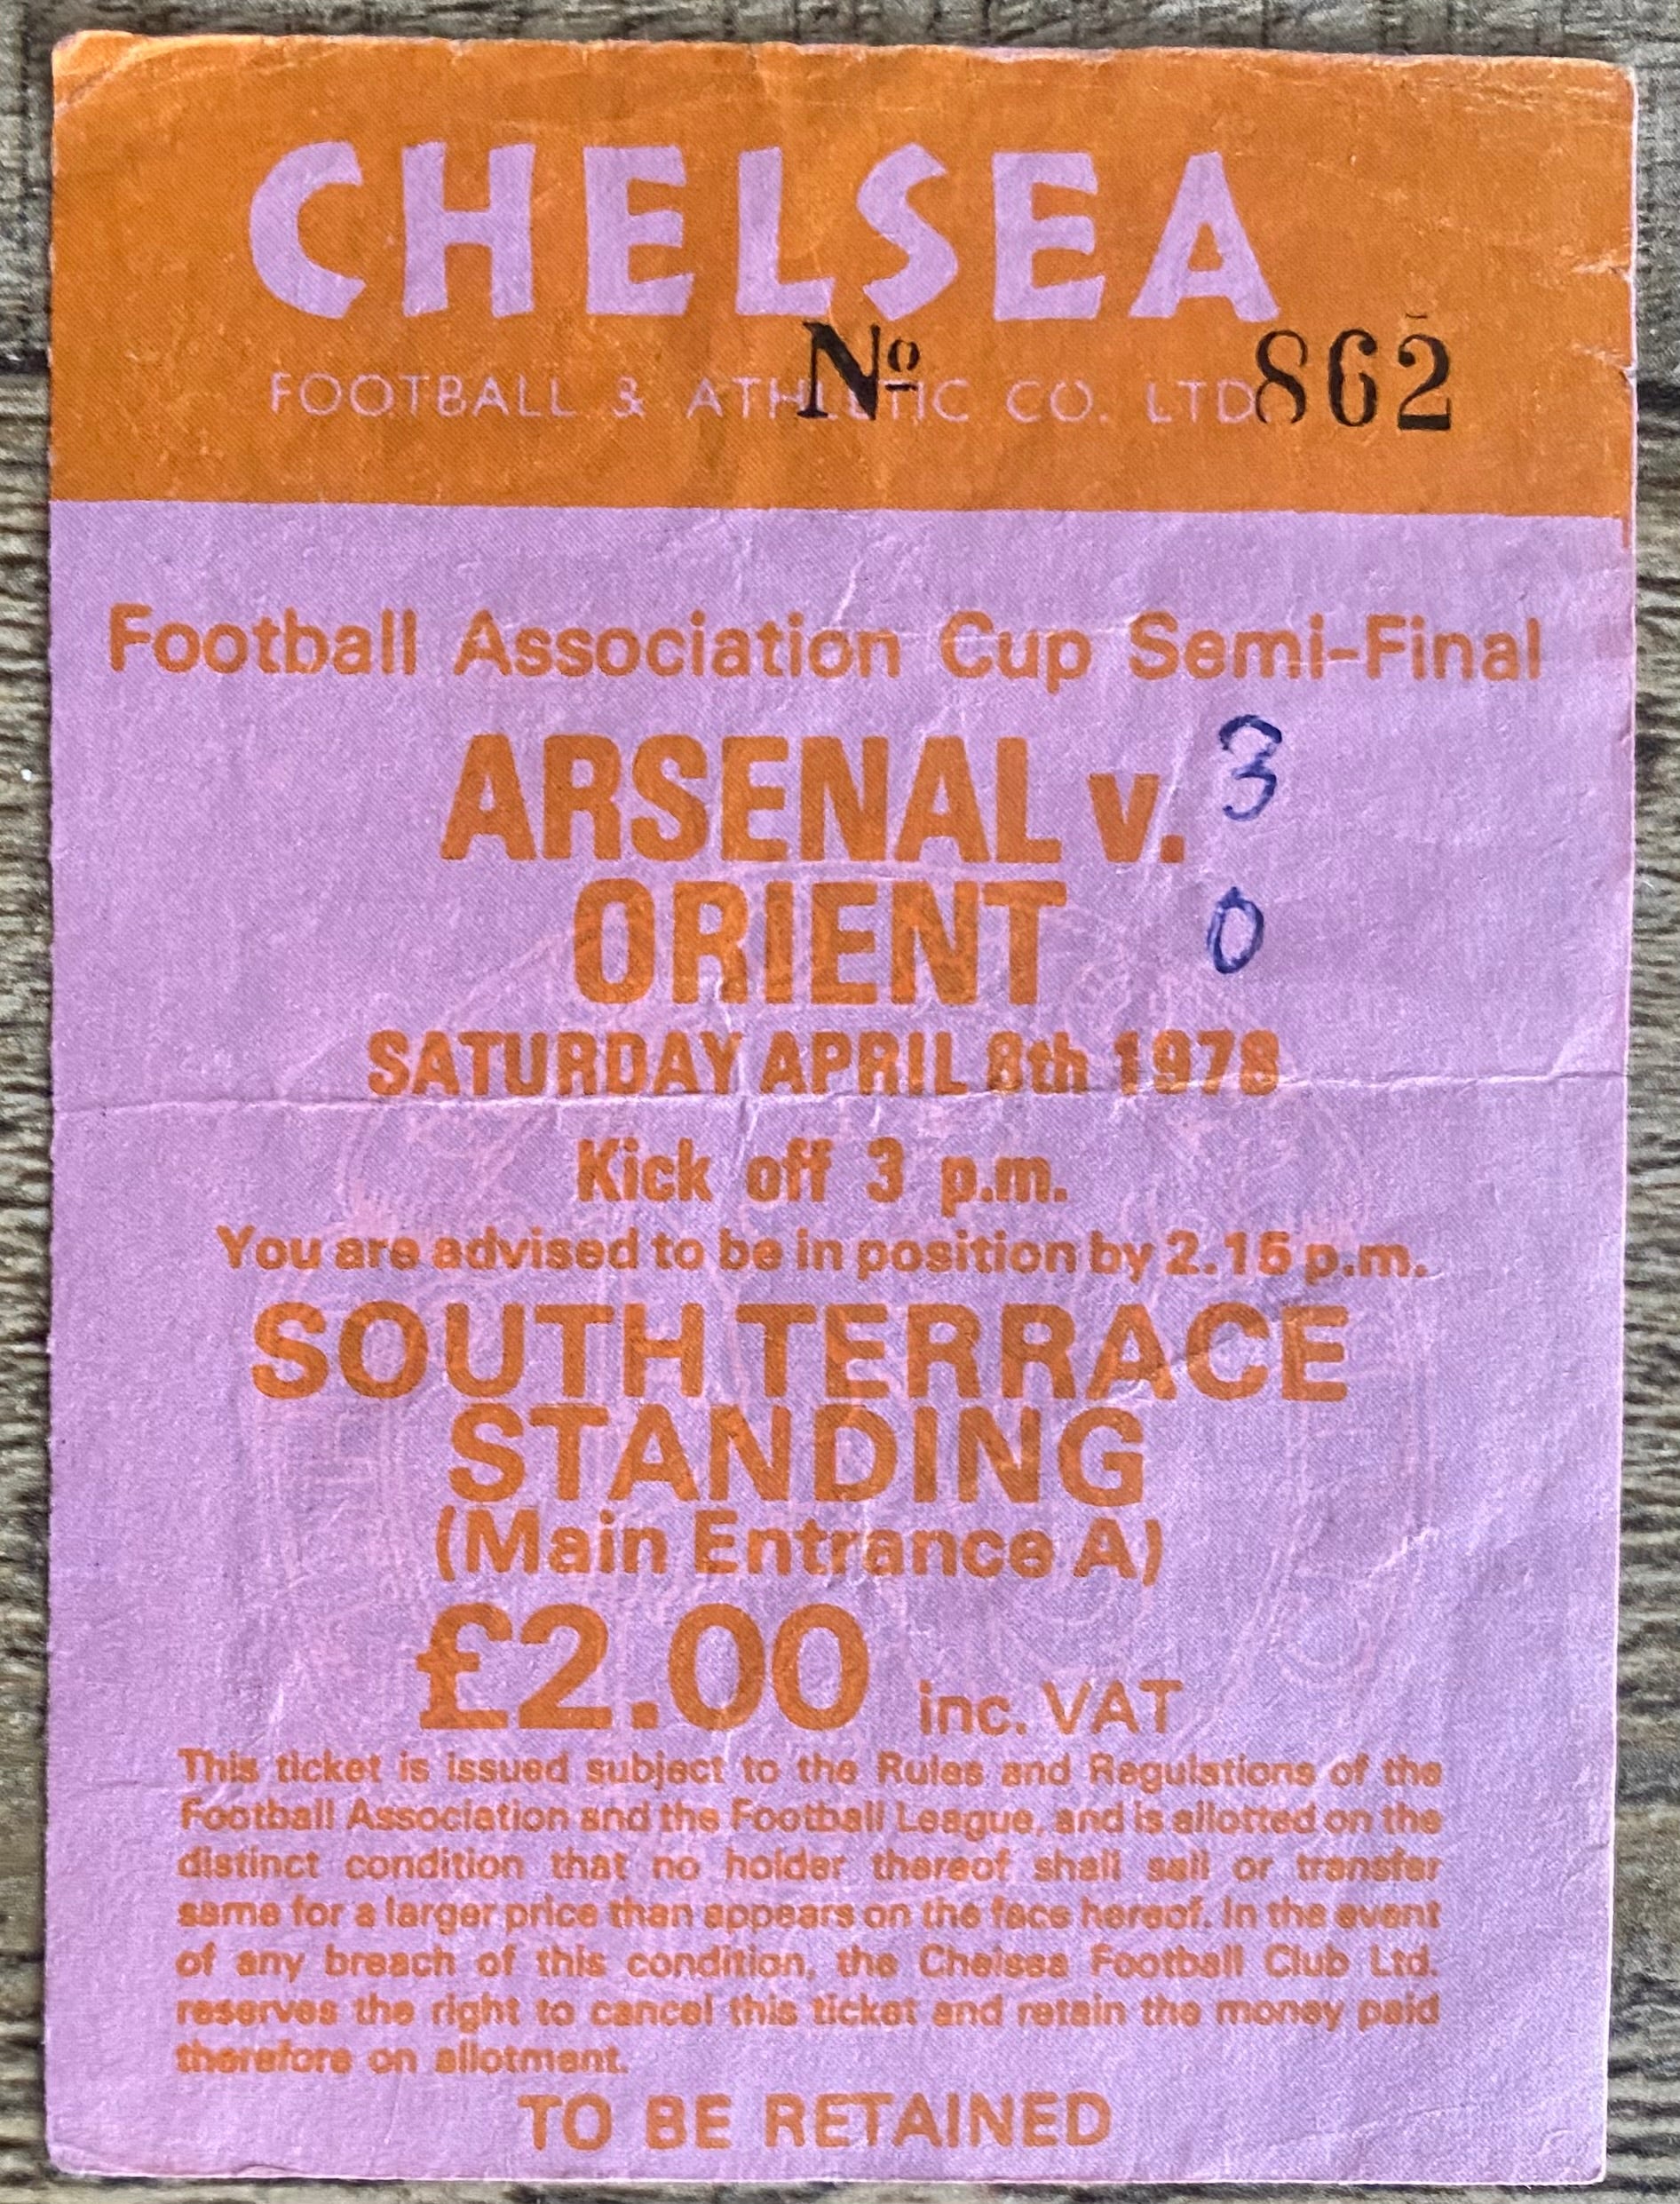 CHELSEA
Nº 862
FOOTBALL & ATHLETIC CO. LTD
Football Association Cup Semi-Final
ARSENAL v. 3
ORIENT 0
SATURDAY APRIL 8th 1978
Kick off 3 p.m.
You are advised to be in position by 2.15 p.m.
SOUTH TERRACE
STANDING
(Main Entrance A)
£2.00 inc. VAT
This ticket is issued subject to the Rules and Regulations of the
Football Association and the Football League, and is allotted on the
distinct condition that no holder thereof shall sell or transfer
same for a larger price than appears on the face hereof. In the event
of any breach of this condition, the Chelsea Football Club Ltd.
reserves the right to cancel this ticket and retain the money paid
therefore on allotment.
TO BE RETAINED